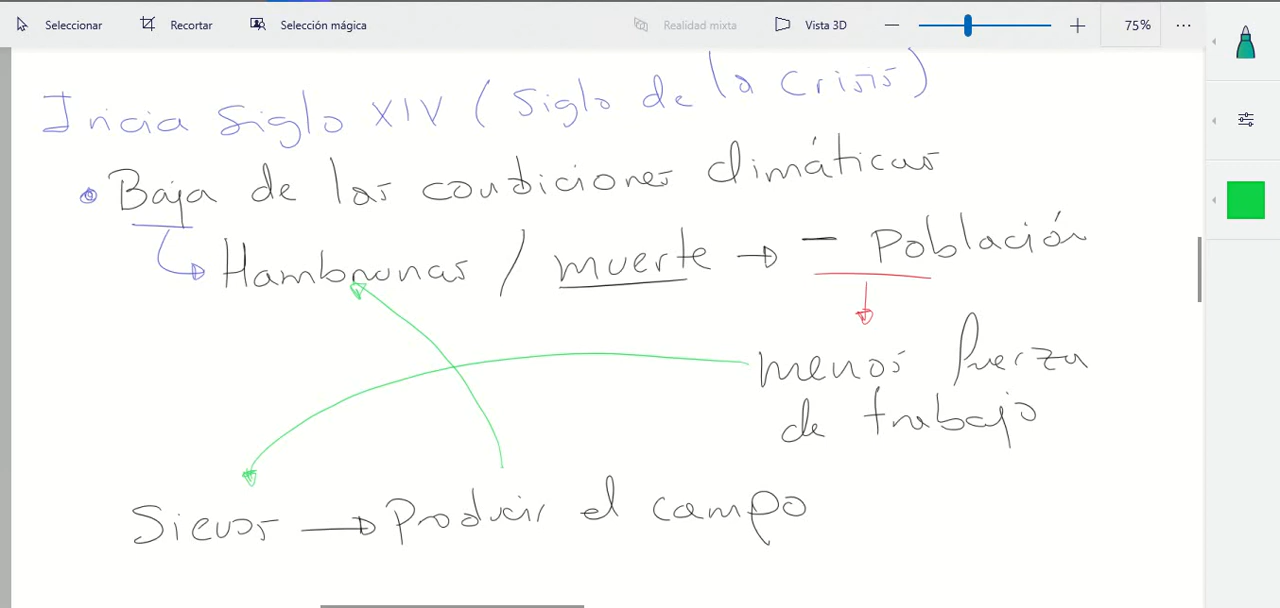 Seleccionar Recortar Selección mágica Realidad mixta Vista 3D 75%
Inicia Siglo XIV (Siglo de la Crisis)
Baja de las condiciones climáticas
Hambrunas / muerte → - Población
menos fuerza
de trabajo
Sievos → Producir el campo